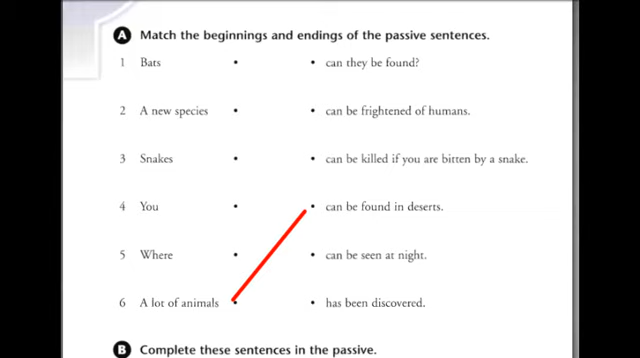 A Match the beginnings and endings of the passive sentences.
1 Bats • • can they be found?
2 A new species • • can be frightened of humans.
3 Snakes • • can be killed if you are bitten by a snake.
4 You • • can be found in deserts.
5 Where • • can be seen at night.
6 A lot of animals • • has been discovered.
B Complete these sentences in the passive.